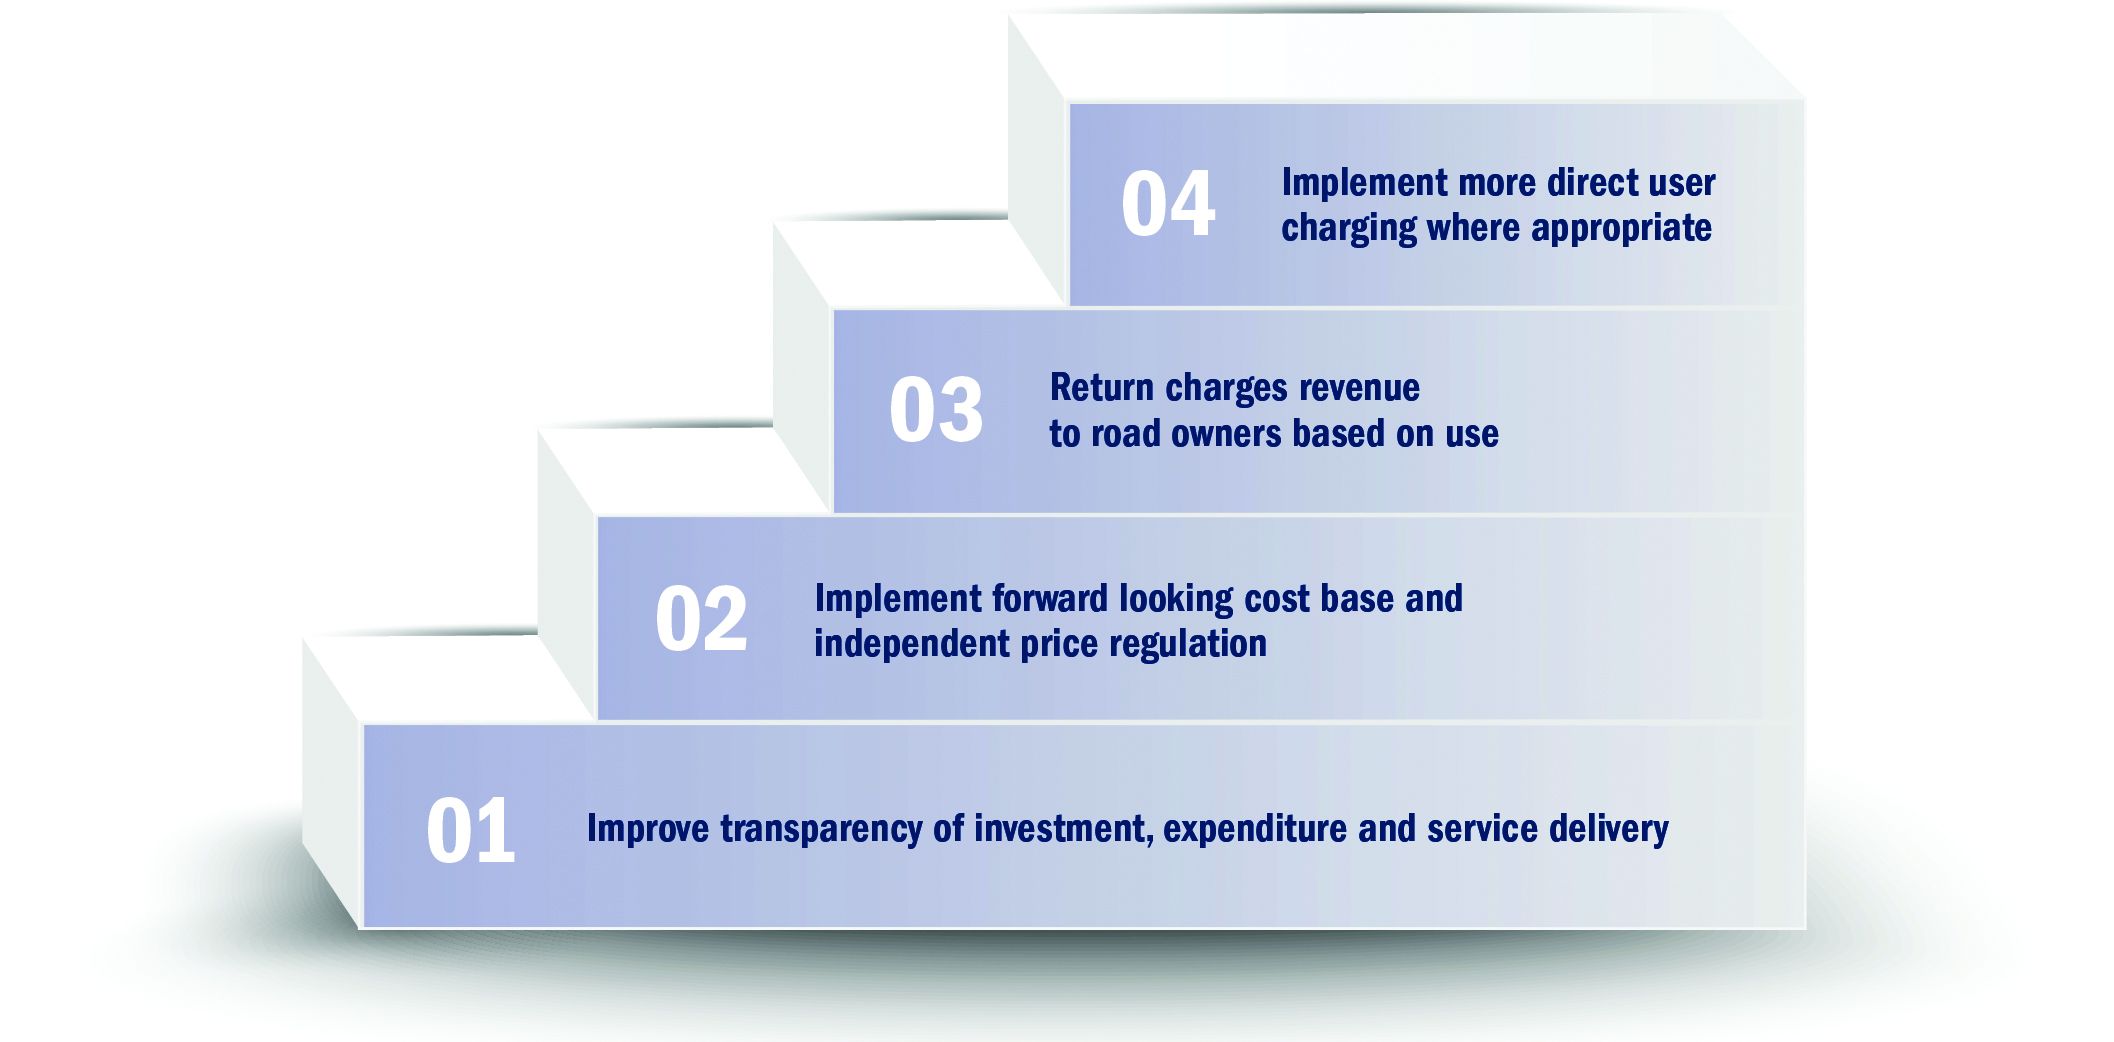 04
Implement more direct user
charging where appropriate
03
Return charges revenue
to road owners based on use
02
Implement forward looking cost base and
independent price regulation
01
Improve transparency of investment, expenditure and service delivery